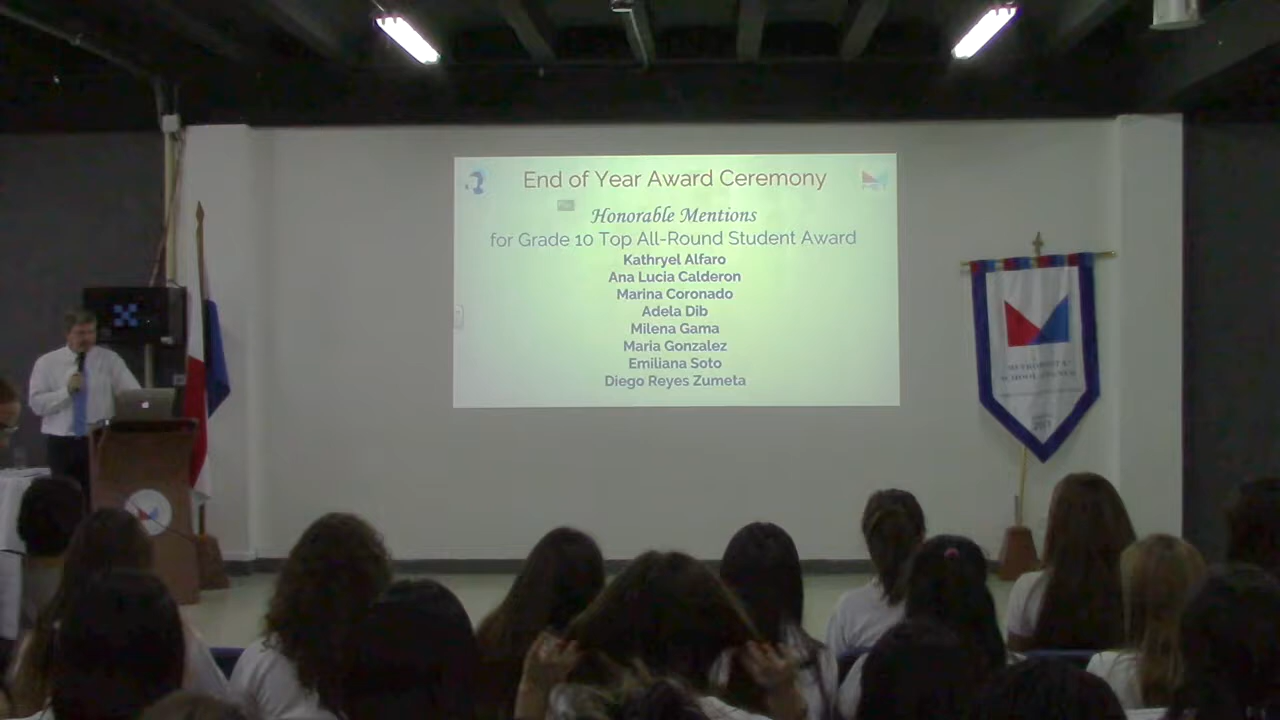 End of Year Award Ceremony
MET
Honorable Mentions
for Grade 10 Top All-Round Student Award
Kathryel Alfaro
Ana Lucia Calderon
Marina Coronado
Adela Dib
Milena Gama
Maria Gonzalez
Emiliana Soto
Diego Reyes Zumeta